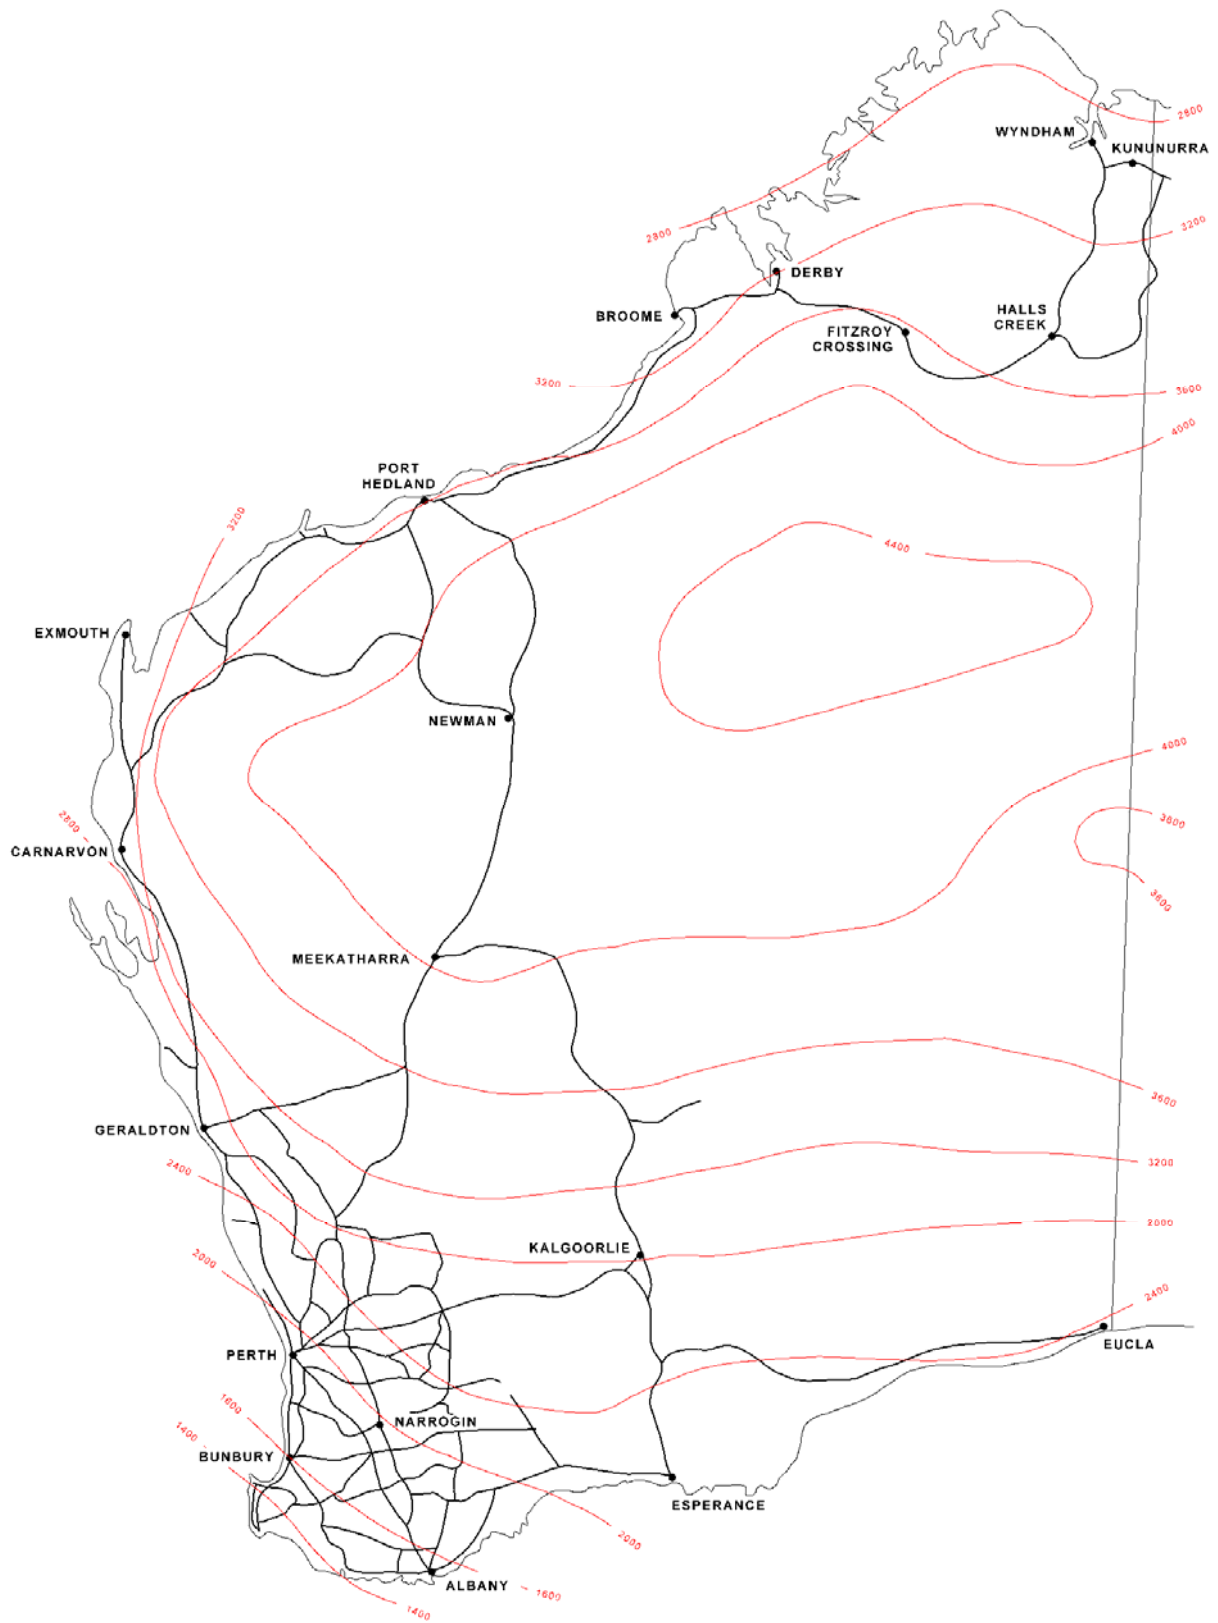 2800
WYNDHAM
KUNUNURRA
2800
3200
DERBY
BROOME
HALLS
CREEK
FITZROY
CROSSING
3200
3600
4000
PORT
HEDLAND
3200
4400
EXMOUTH
NEWMAN
4000
2800
3600
CARNARVON
3600
MEEKATHARRA
3600
GERALDTON
2400
3200
2000
KALGOORLIE
2800
2400
PERTH
EUCLA
1600
NARROGIN
1400
BUNBURY
ESPERANCE
2000
ALBANY
1600
1400